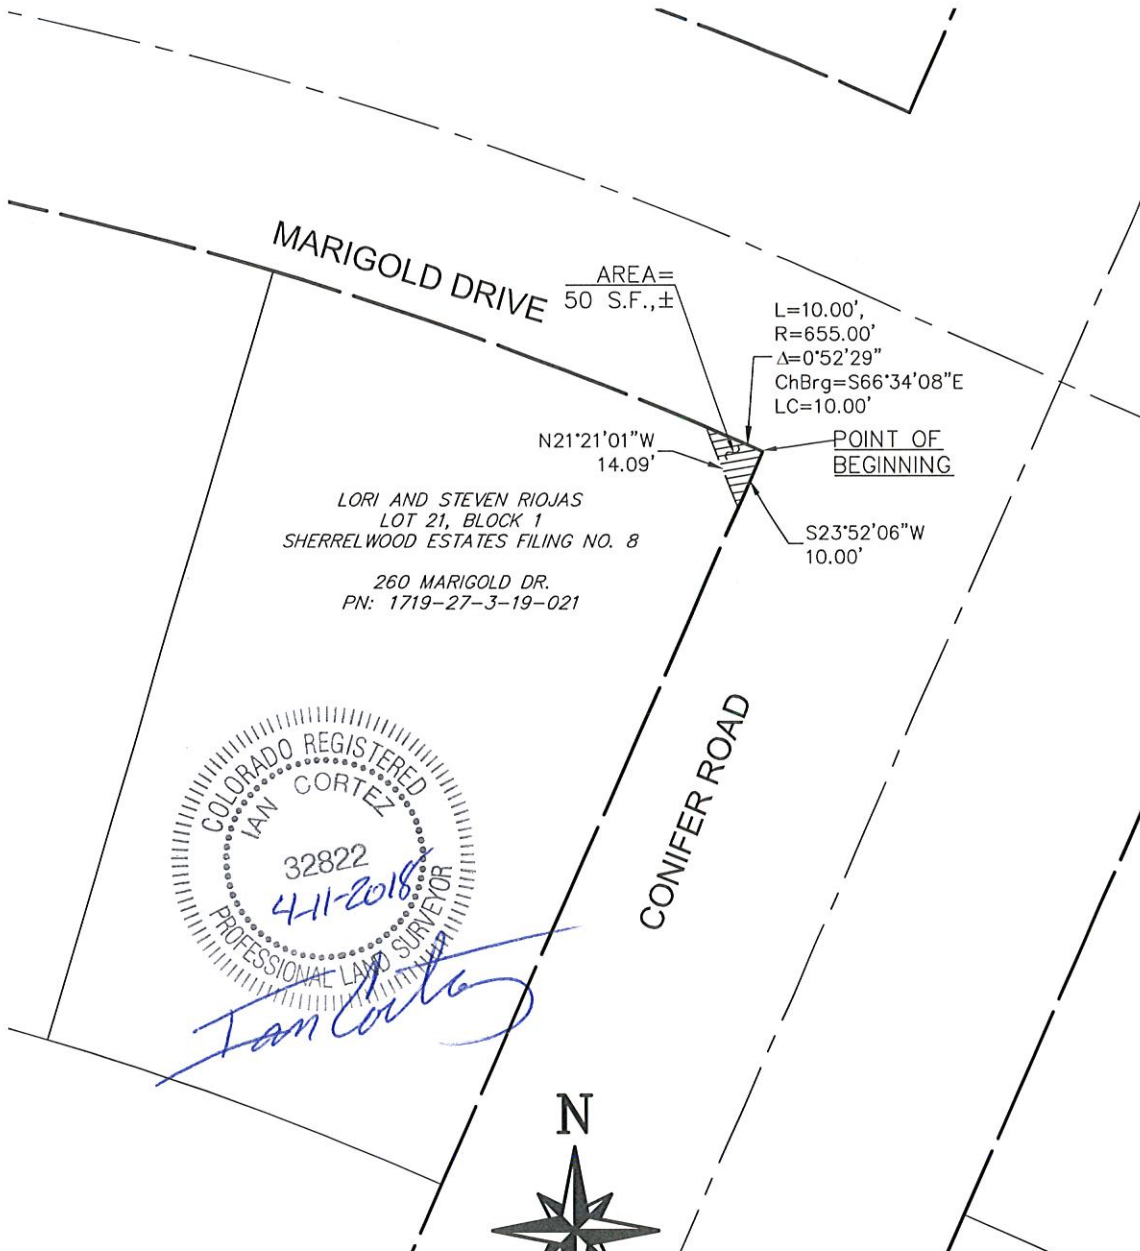 MARIGOLD DRIVE
AREA=
50 S.F.,±
L=10.00',
R=655.00'
Δ=0°52'29"
ChBrg=S66°34'08"E
LC=10.00'
N21°21'01"W
14.09'
POINT OF
BEGINNING
S23°52'06"W
10.00'
LORI AND STEVEN RIOJAS
LOT 21, BLOCK 1
SHERRELWOOD ESTATES FILING NO. 8
260 MARIGOLD DR.
PN: 1719-27-3-19-021
CONIFER ROAD
COLORADO REGISTERED
IAN CORTEZ
32822
4-11-2018
PROFESSIONAL LAND SURVEYOR
Ian Cortez
N